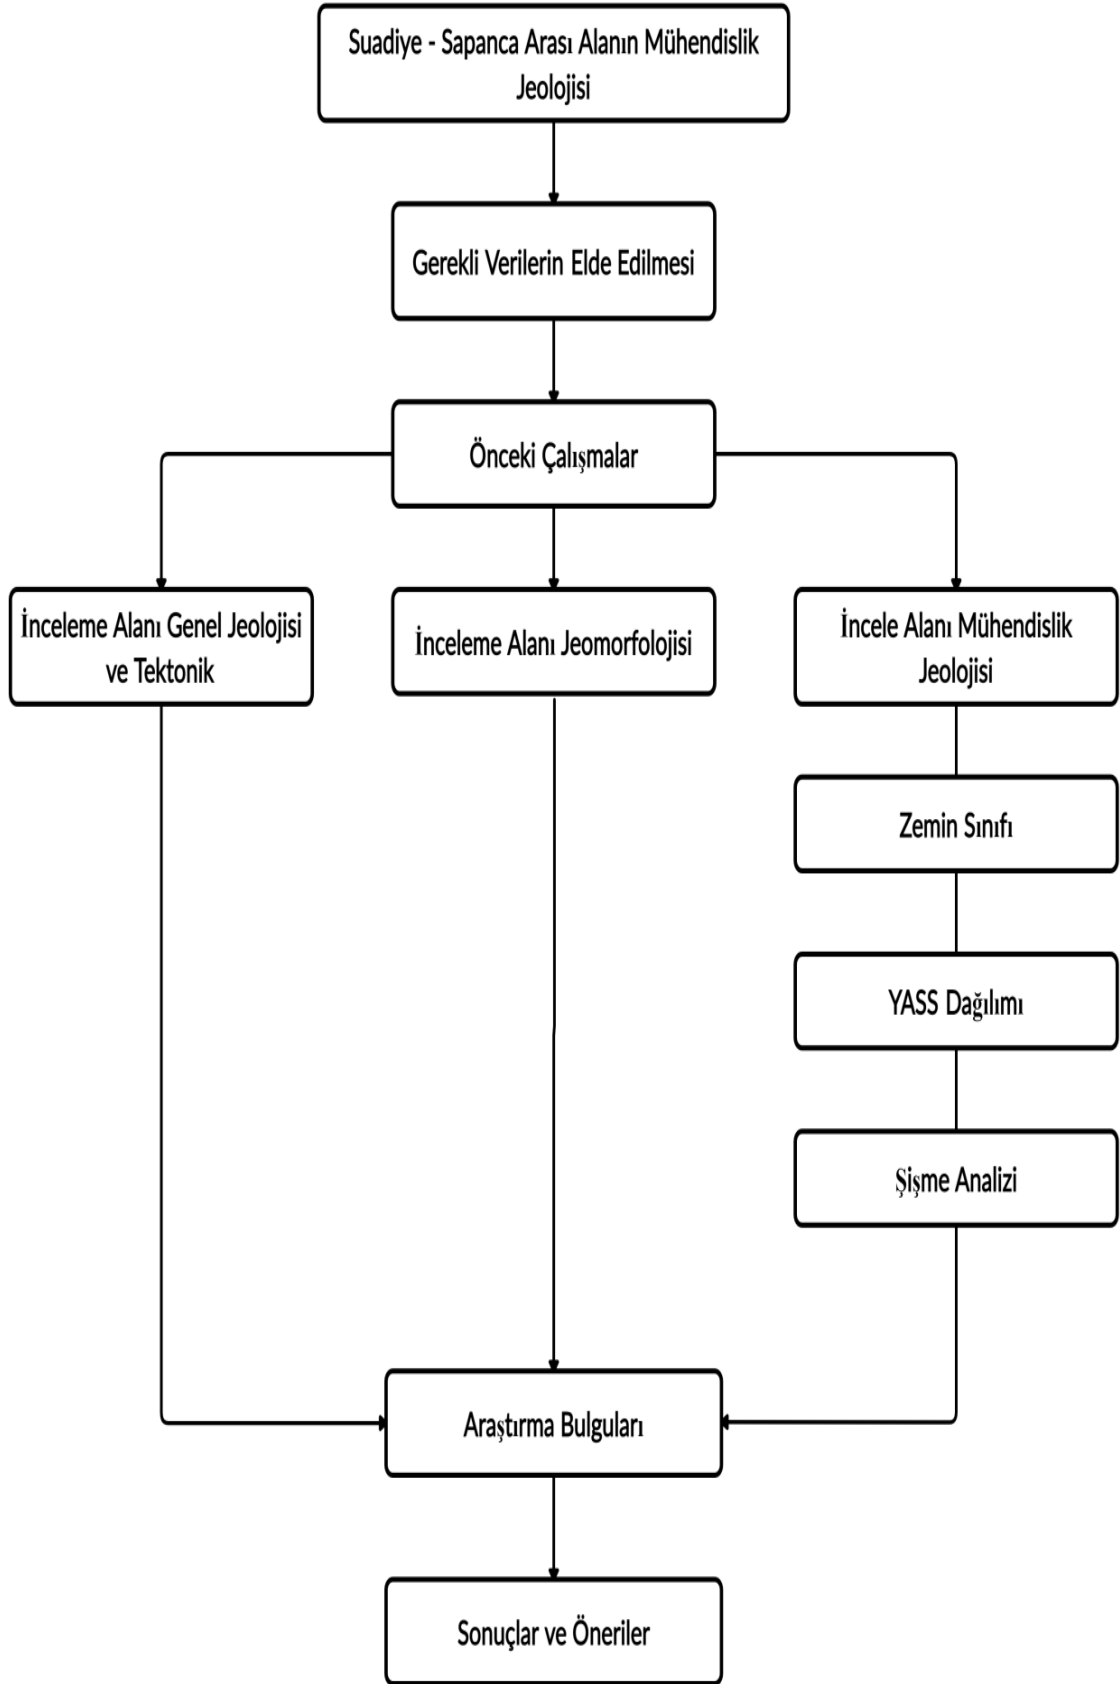 Suadiye - Sapanca Arası Alanın Mühendislik
Jeolojisi
Gerekli Verilerin Elde Edilmesi
Önceki Çalışmalar
İnceleme Alanı Genel Jeolojisi
ve Tektonik
İnceleme Alanı Jeomorfolojisi
İncele Alanı Mühendislik
Jeolojisi
Zemin Sınıfı
YASS Dağılımı
Şişme Analizi
Araştırma Bulguları
Sonuçlar ve Öneriler